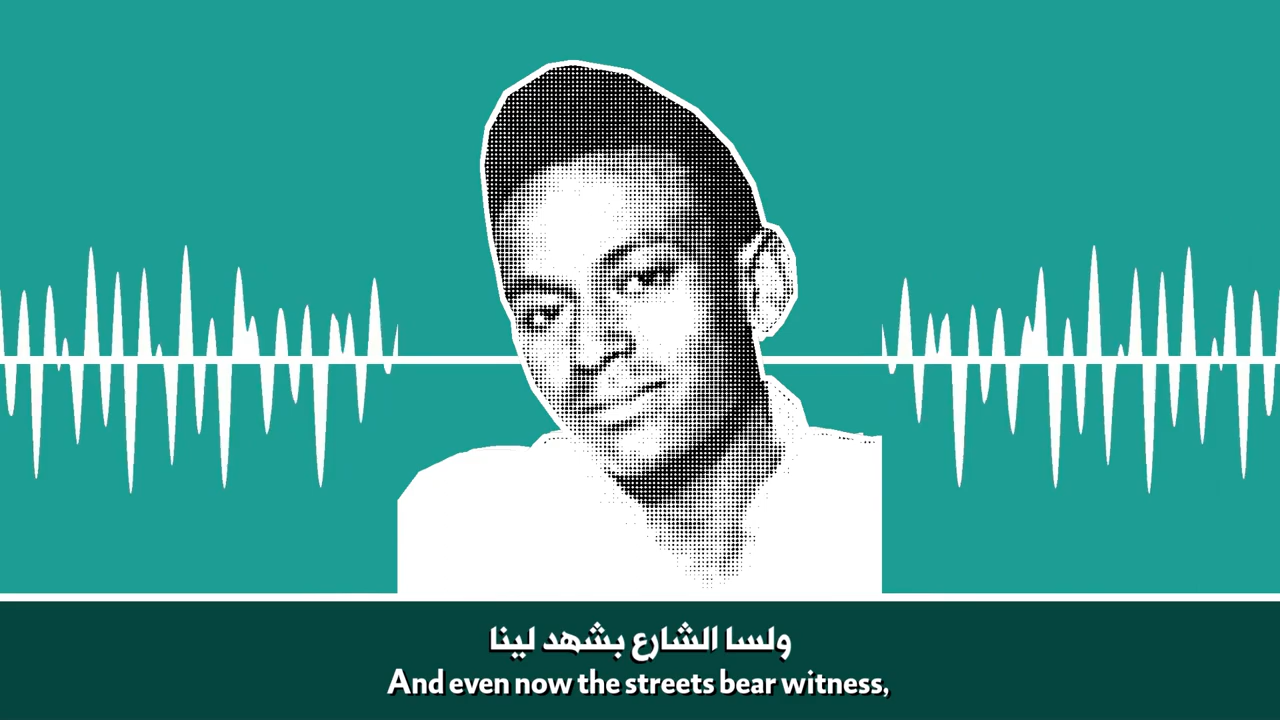 ولسا الشارع بشهد لينا
And even now the streets bear witness,